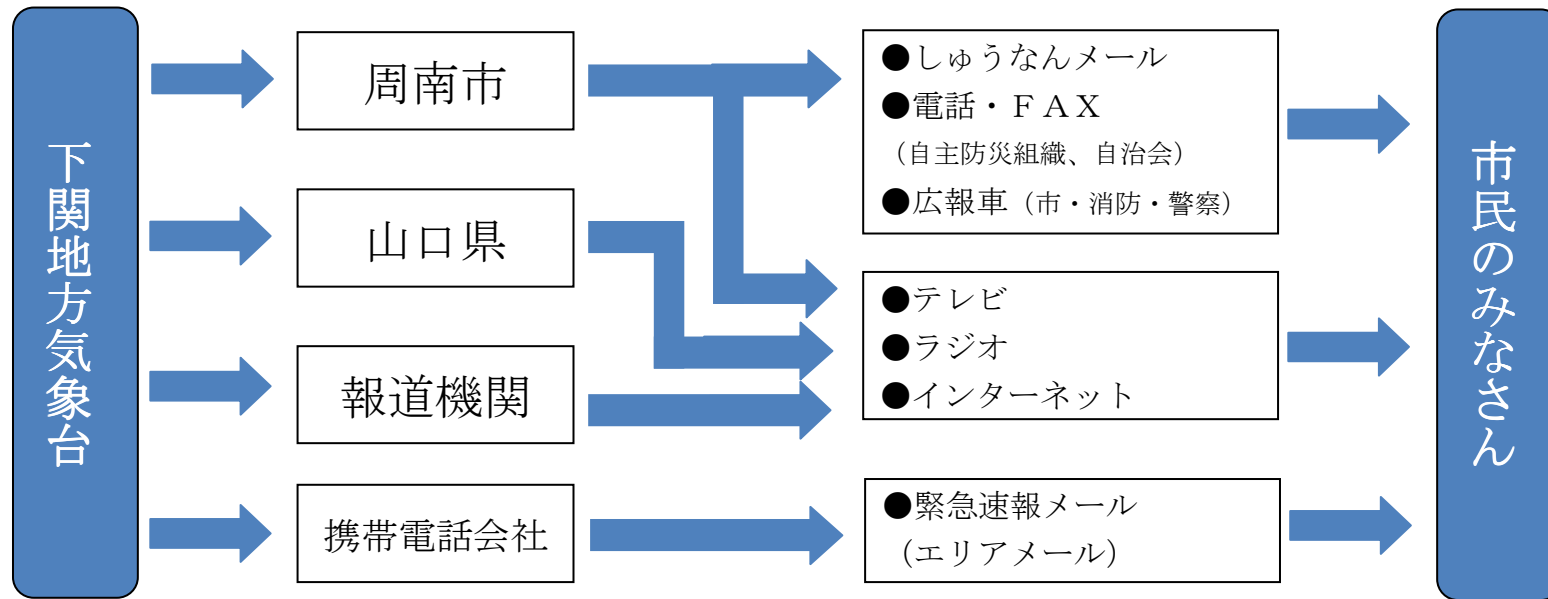 下関地方気象台
周南市
山口県
報道機関
携帯電話会社
●しゅうなんメール
●電話・ＦＡＸ
（自主防災組織、自治会）
●広報車（市・消防・警察）
●テレビ
●ラジオ
●インターネット
●緊急速報メール
（エリアメール）
市民のみなさん